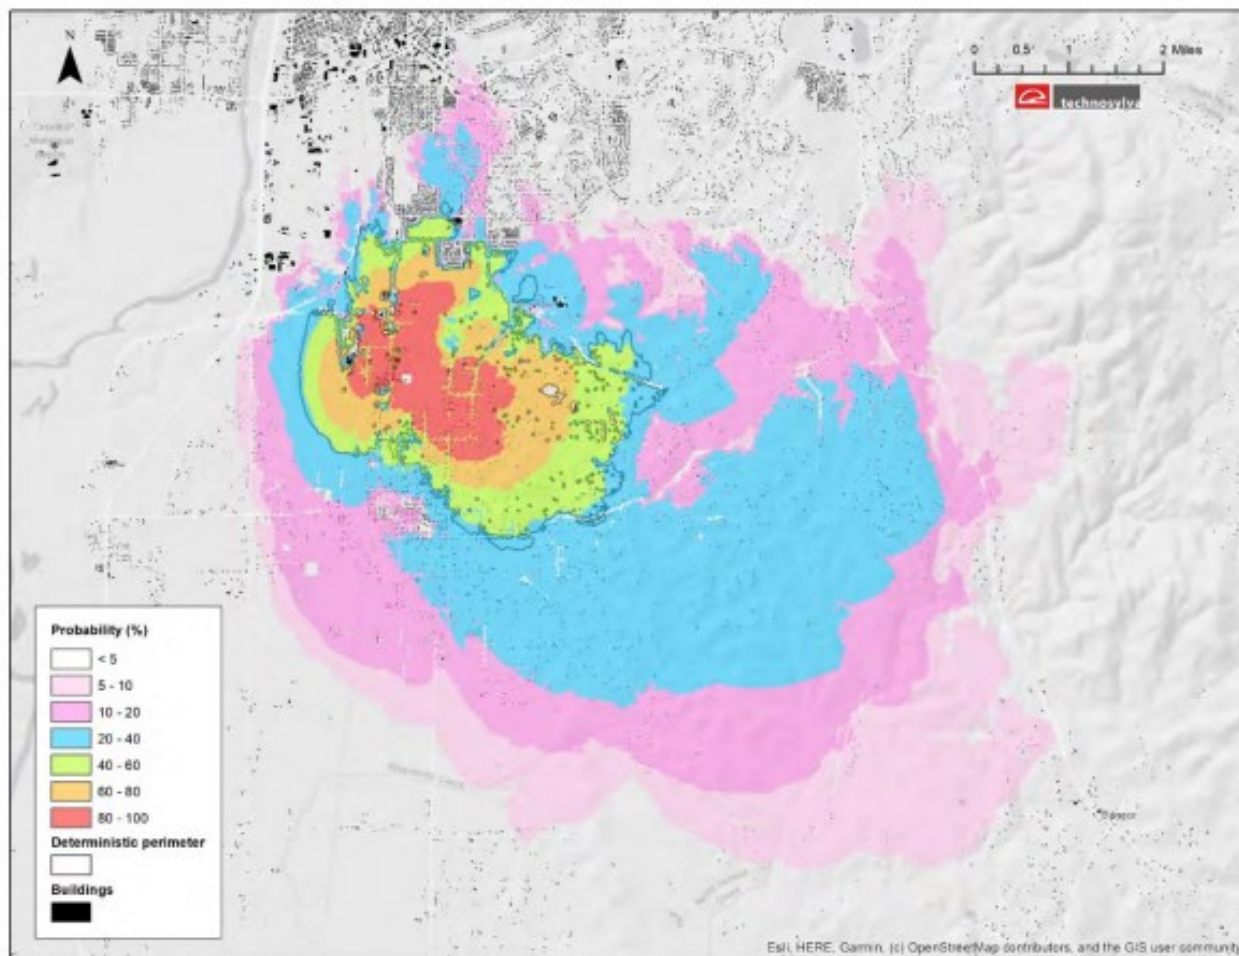 N
0 0.5 1 2 Miles
technosylva
Probability (%)
< 5
5 - 10
10 - 20
20 - 40
40 - 60
60 - 80
80 - 100
Deterministic perimeter
Buildings
Bangor
Esri, HERE, Garmin, (c) OpenStreetMap contributors, and the GIS user community